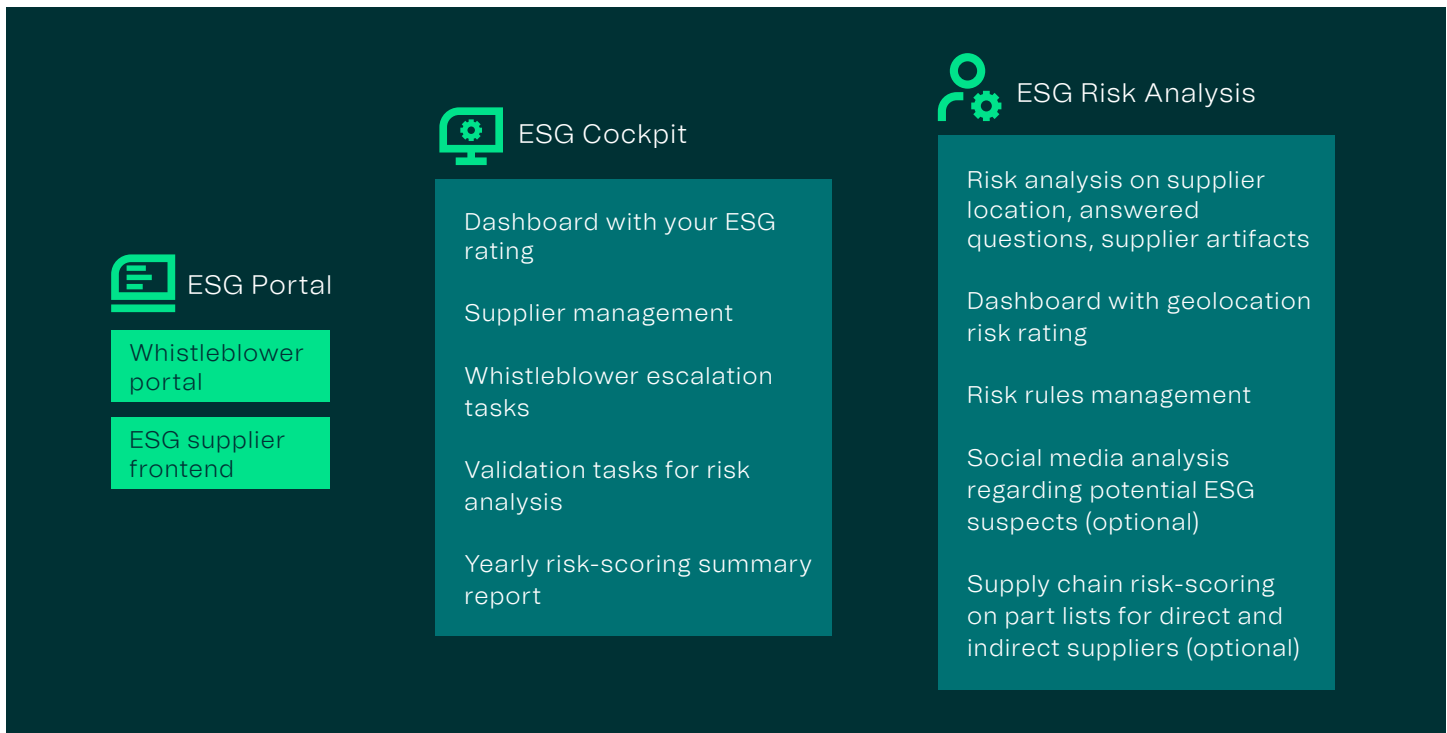 ESG Portal
Whistleblower
portal
ESG supplier
frontend
ESG Cockpit
Dashboard with your ESG
rating
Supplier management
Whistleblower escalation
tasks
Validation tasks for risk
analysis
Yearly risk-scoring summary
report
ESG Risk Analysis
Risk analysis on supplier
location, answered
questions, supplier artifacts
Dashboard with geolocation
risk rating
Risk rules management
Social media analysis
regarding potential ESG
suspects (optional)
Supply chain risk-scoring
on part lists for direct and
indirect suppliers (optional)